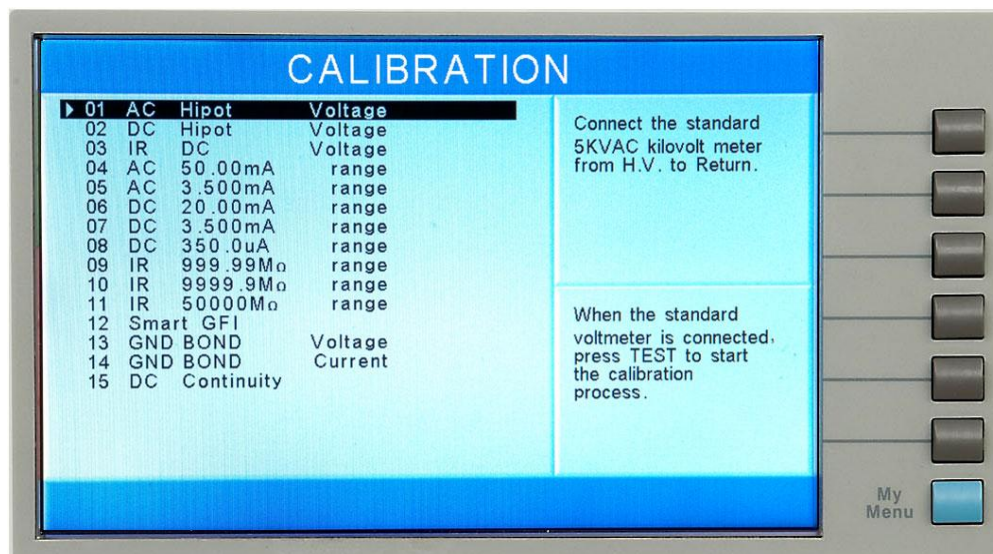 CALIBRATION
01 AC Hipot Voltage
02 DC Hipot Voltage
03 IR DC Voltage
04 AC 50.00mA range
05 AC 3.500mA range
06 DC 20.00mA range
07 DC 3.500mA range
08 DC 350.0uA range
09 IR 999.99MΩ range
10 IR 9999.9MΩ range
11 IR 50000MΩ range
12 Smart GFI
13 GND BOND Voltage
14 GND BOND Current
15 DC Continuity
Connect the standard
5KVAC kilovolt meter
from H.V. to Return.
When the standard
voltmeter is connected,
press TEST to start
the calibration
process.
My
Menu